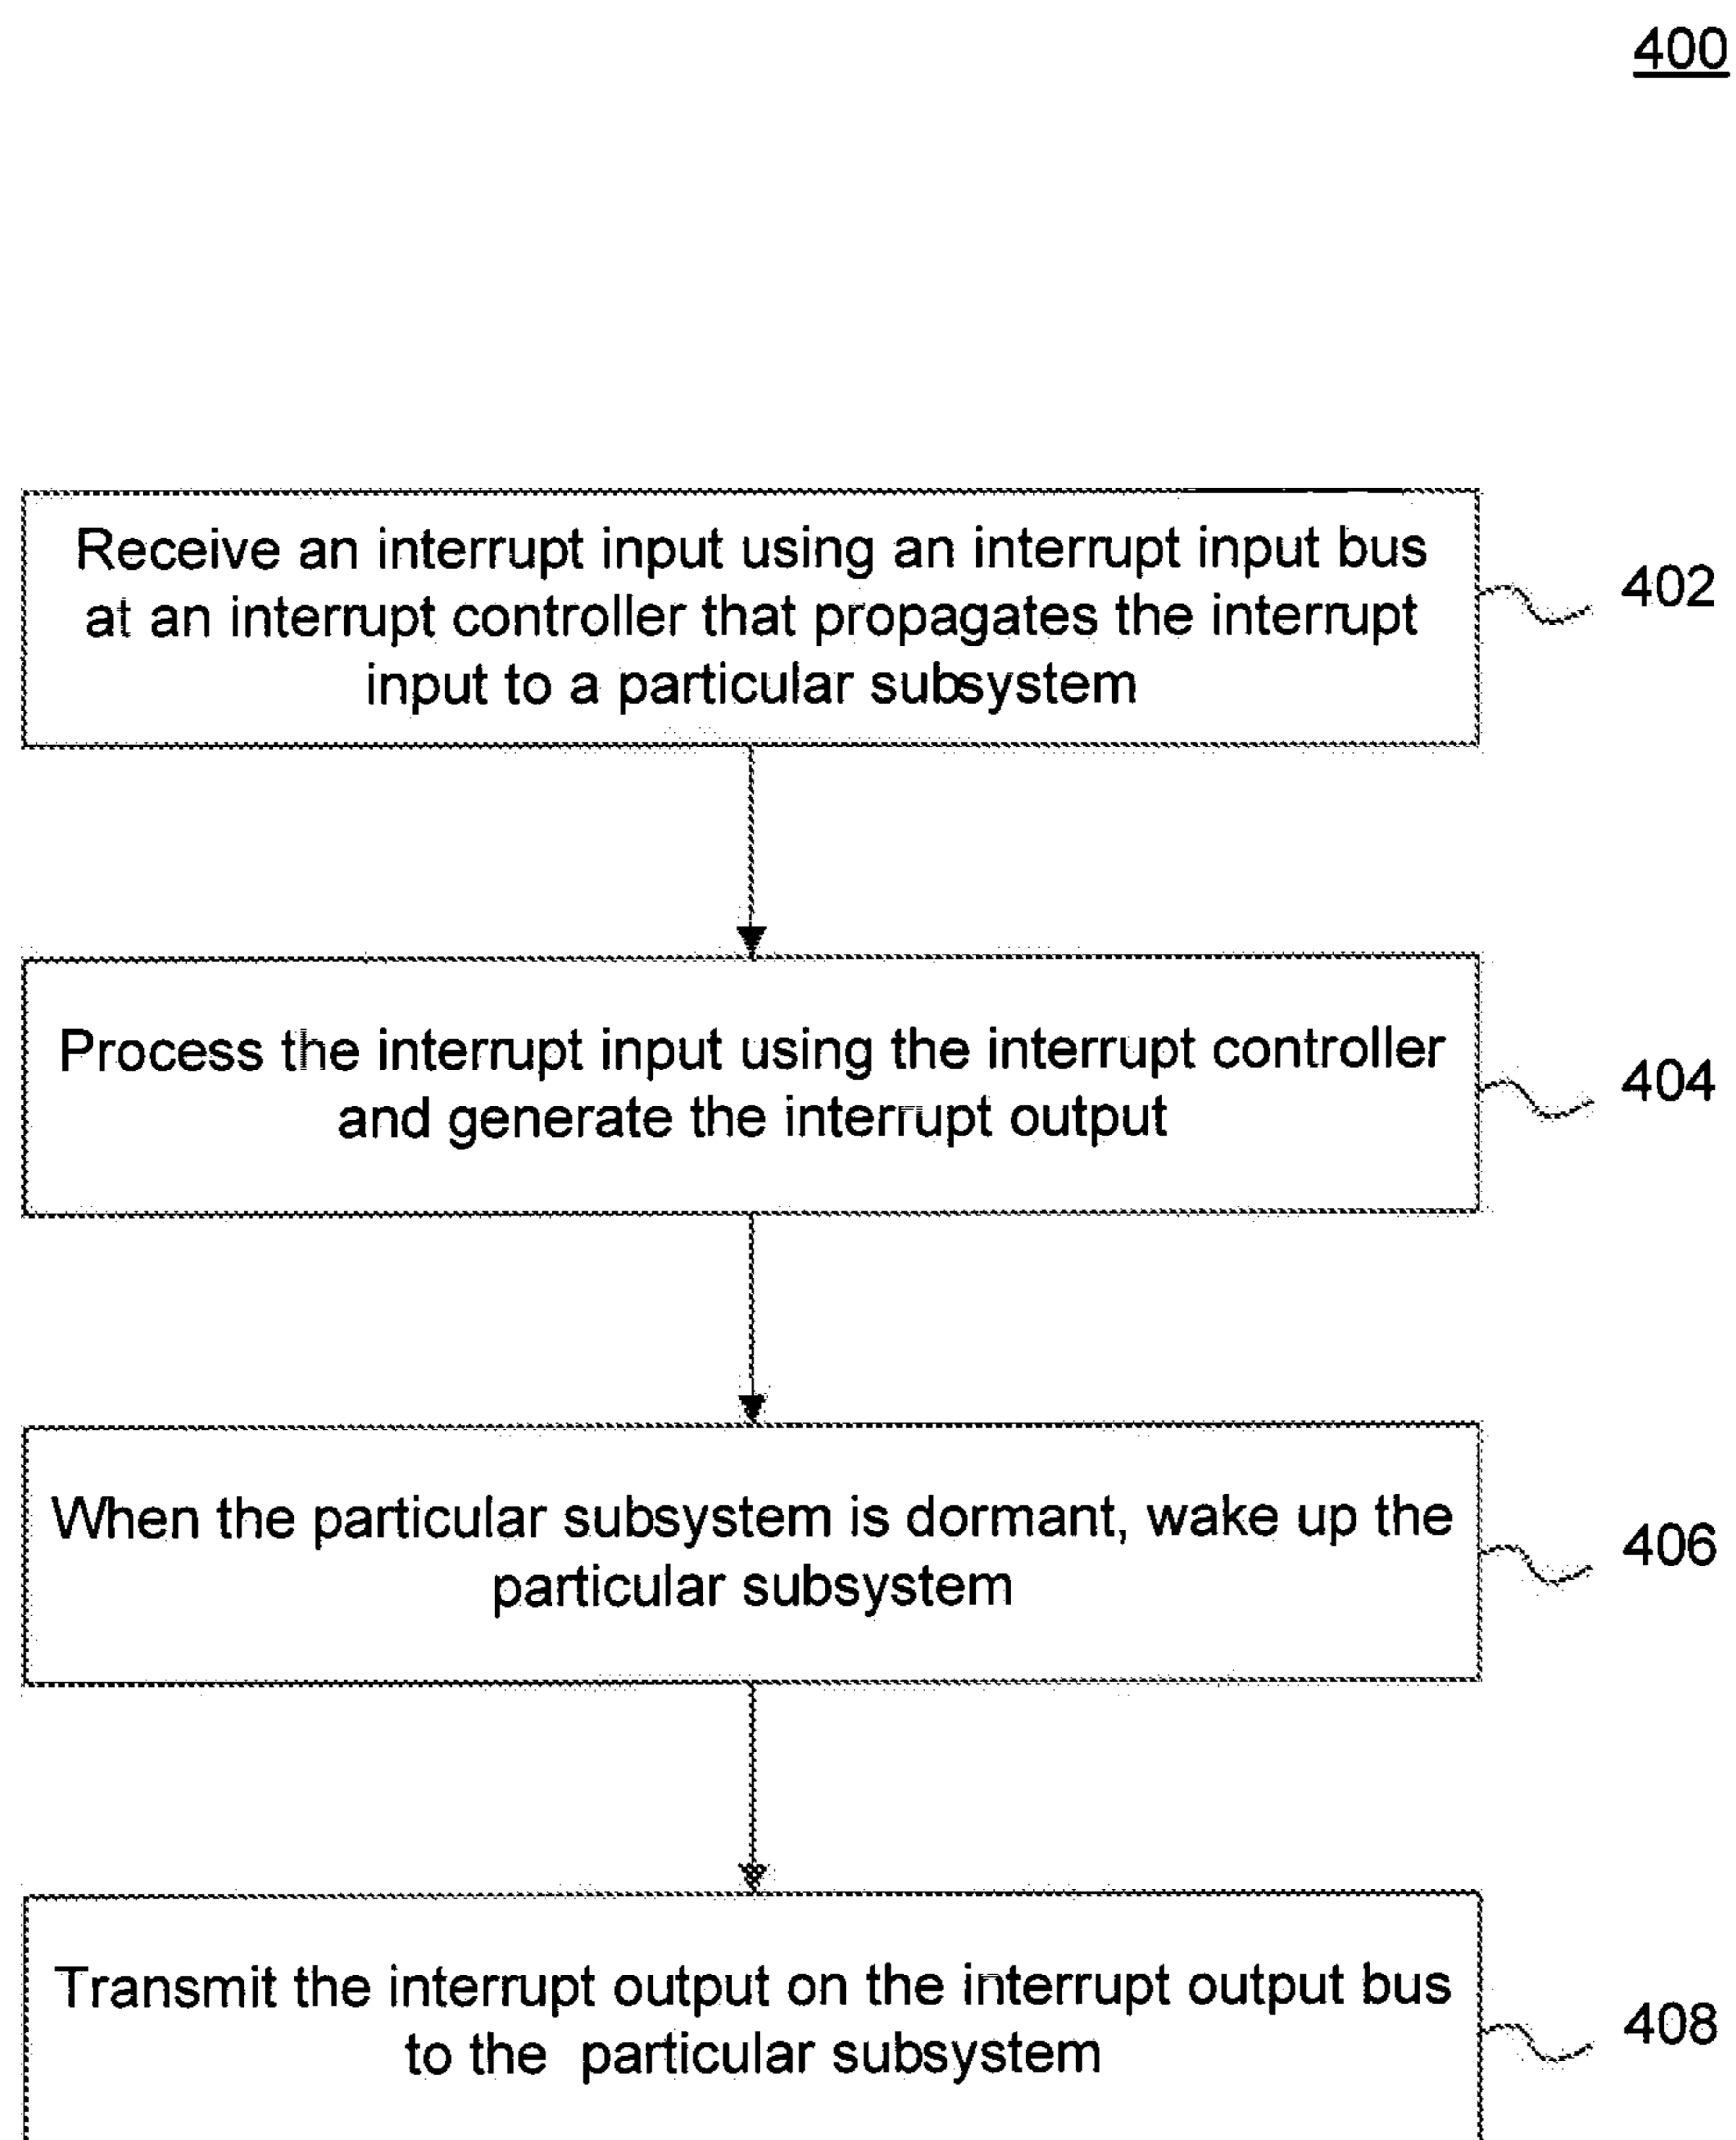 400
Receive an interrupt input using an interrupt input bus
at an interrupt controller that propagates the interrupt
input to a particular subsystem
402
Process the interrupt input using the interrupt controller
and generate the interrupt output
404
When the particular subsystem is dormant, wake up the
particular subsystem
406
Transmit the interrupt output on the interrupt output bus
to the particular subsystem
408